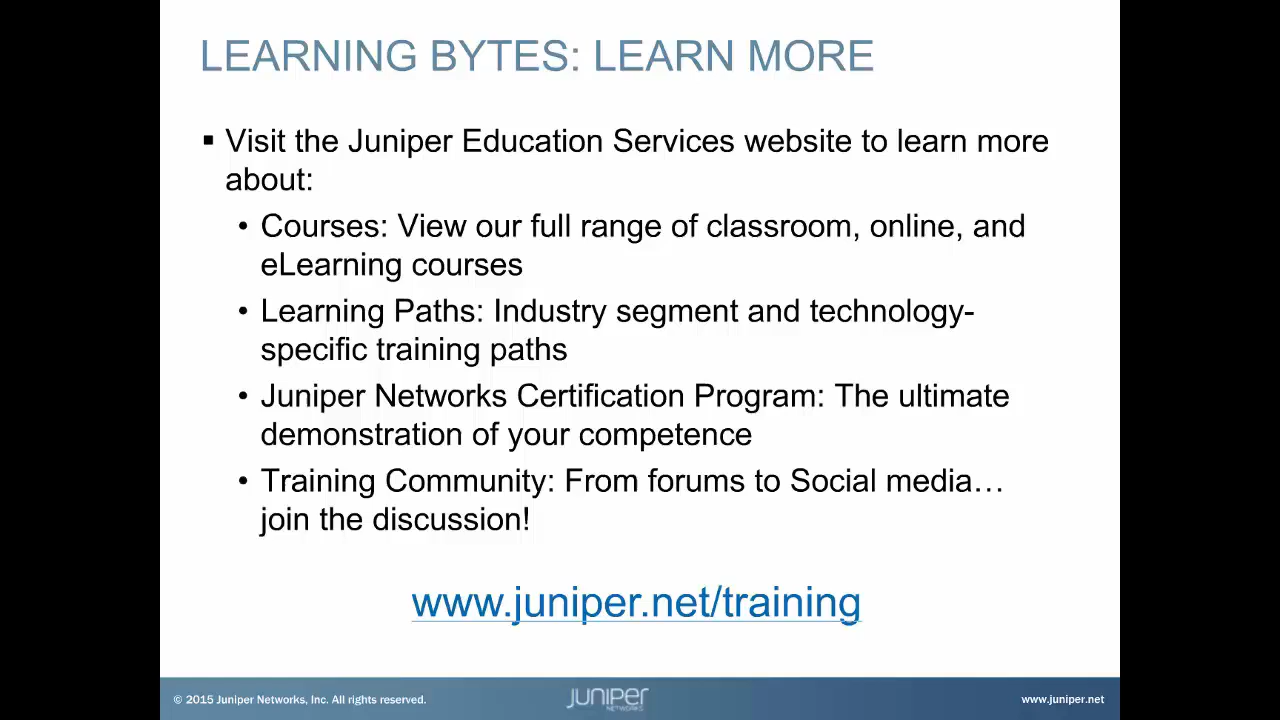 LEARNING BYTES: LEARN MORE
▪ Visit the Juniper Education Services website to learn more
about:
• Courses: View our full range of classroom, online, and
eLearning courses
• Learning Paths: Industry segment and technology-
specific training paths
• Juniper Networks Certification Program: The ultimate
demonstration of your competence
• Training Community: From forums to Social media…
join the discussion!
www.juniper.net/training
© 2015 Juniper Networks, Inc. All rights reserved.
JUNIPER
NETWORKS
www.juniper.net